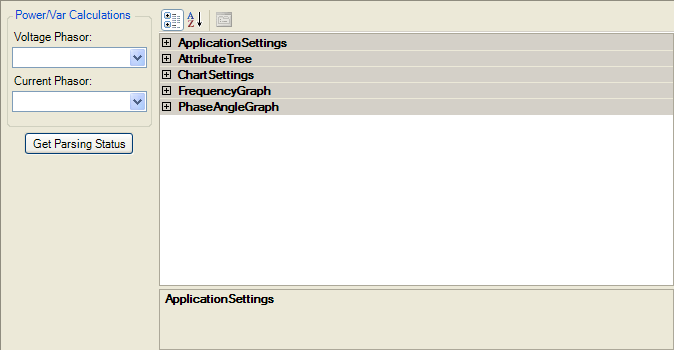 Power/Var Calculations
Voltage Phasor:
Current Phasor:
Get Parsing Status
A
Z
ApplicationSettings
AttributeTree
ChartSettings
FrequencyGraph
PhaseAngleGraph
ApplicationSettings